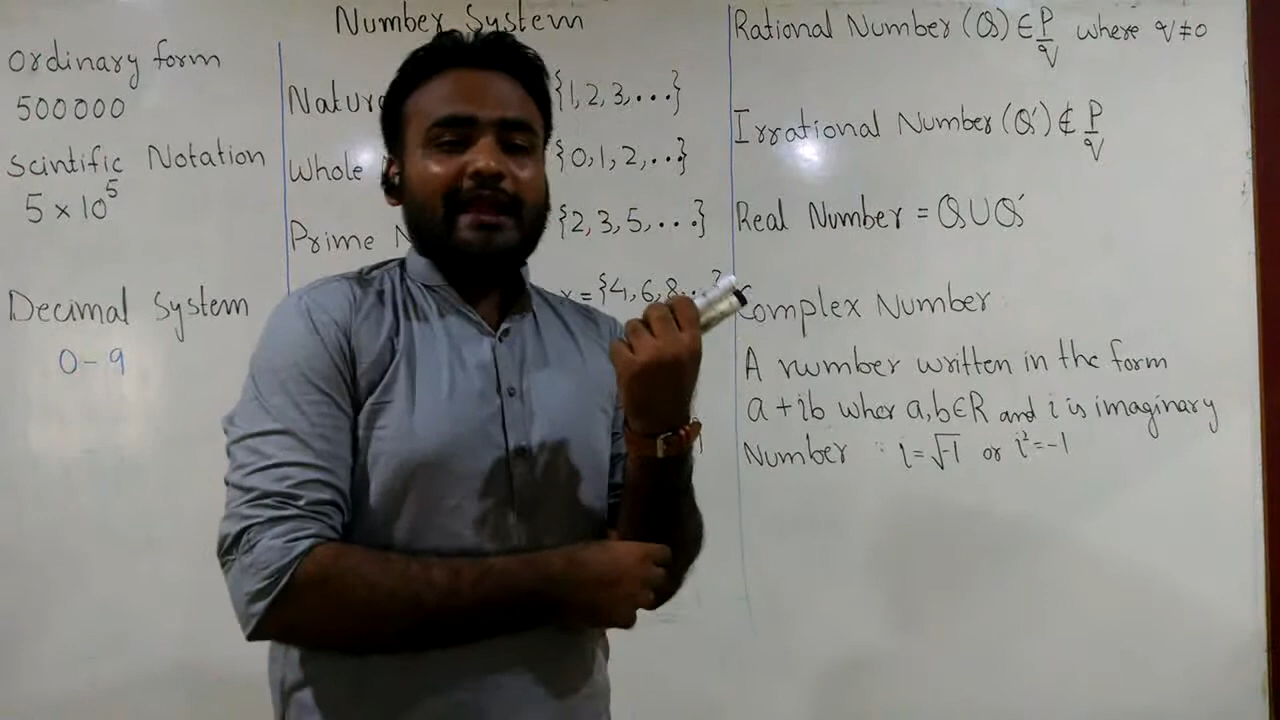 Number System
Ordinary form
500000
Scintific Notation
5 × 10⁵
Decimal System
0 - 9
Natur {1, 2, 3, ...}
Whole {0, 1, 2, ...}
Prime N {2, 3, 5, ...}
= {4, 6, 8, ...}
Rational Number (Q) ∈ P/q where q ≠ 0
Irrational Number (Q′) ∉ P/q
Real Number = Q ∪ Q′
Complex Number
A number written in the form
a + ib wher a, b ∈ R and i is imaginary
Number ∵ i = √-1 or i² = -1